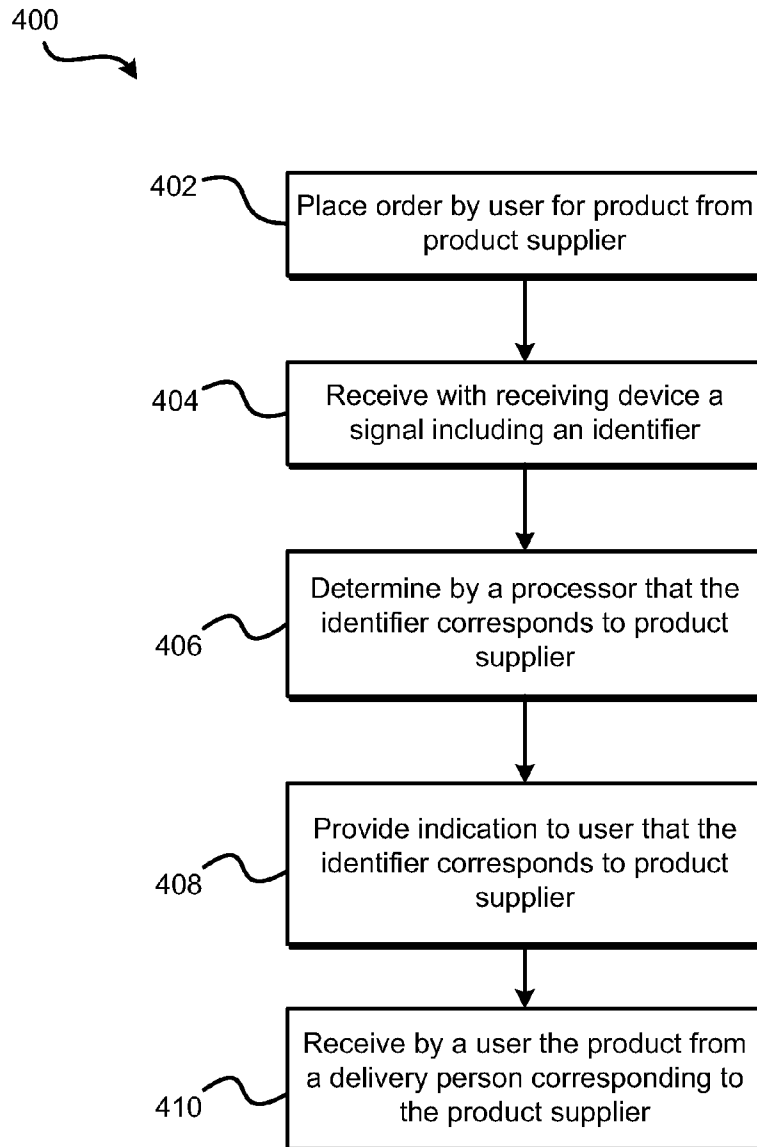 400
402
Place order by user for product from
product supplier
404
Receive with receiving device a
signal including an identifier
406
Determine by a processor that the
identifier corresponds to product
supplier
408
Provide indication to user that the
identifier corresponds to product
supplier
410
Receive by a user the product from
a delivery person corresponding to
the product supplier